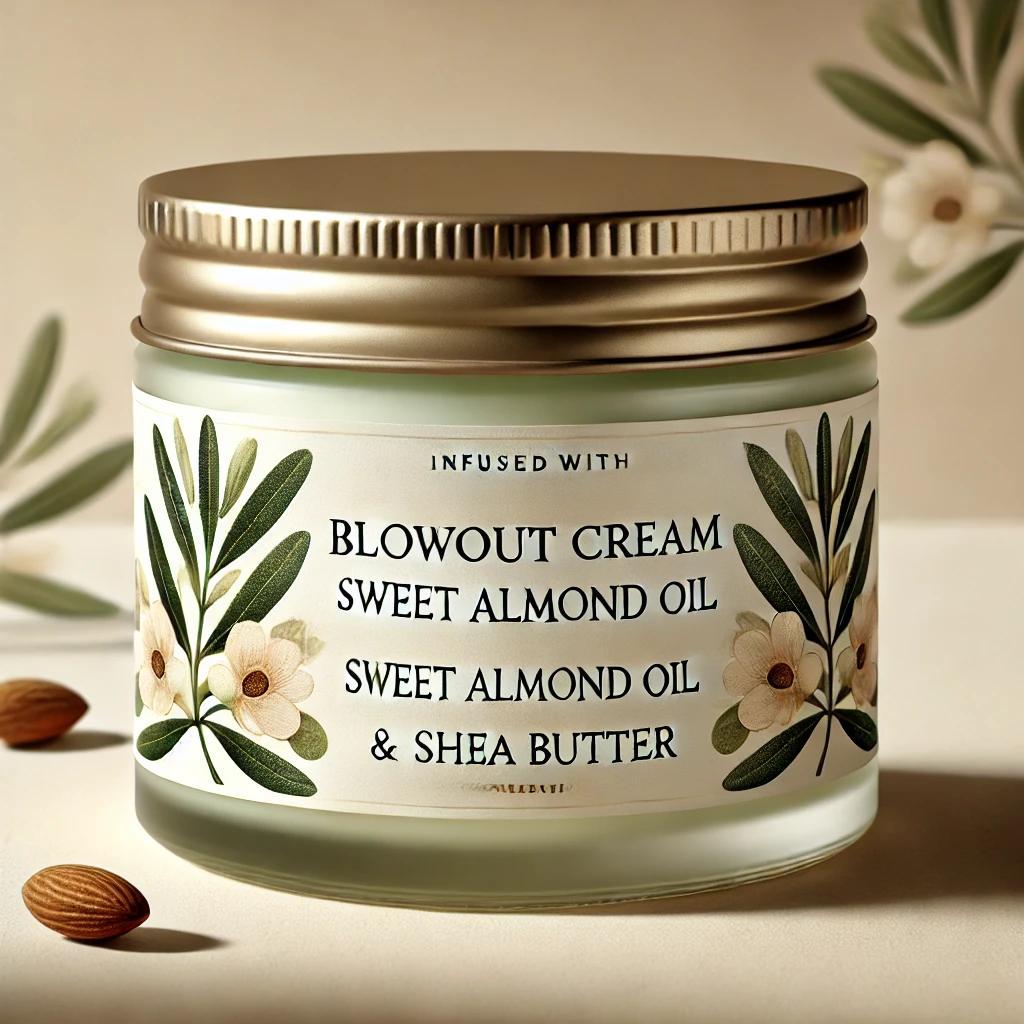 INFUSED WITH
BLOWOUT CREAM
SWEET ALMOND OIL
SWEET ALMOND OIL
& SHEA BUTTER